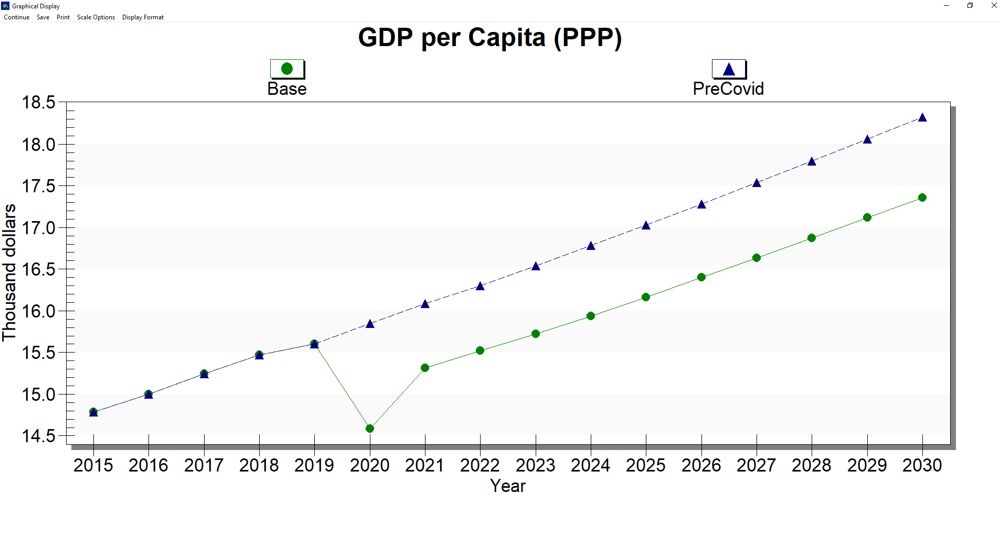 Graphical Display
Continue Save Print Scale Options Display Format
GDP per Capita (PPP)
Base PreCovid
18.5
18.0
17.5
17.0
16.5
16.0
15.5
15.0
14.5
Thousand dollars
2015 2016 2017 2018 2019 2020 2021 2022 2023 2024 2025 2026 2027 2028 2029 2030
Year